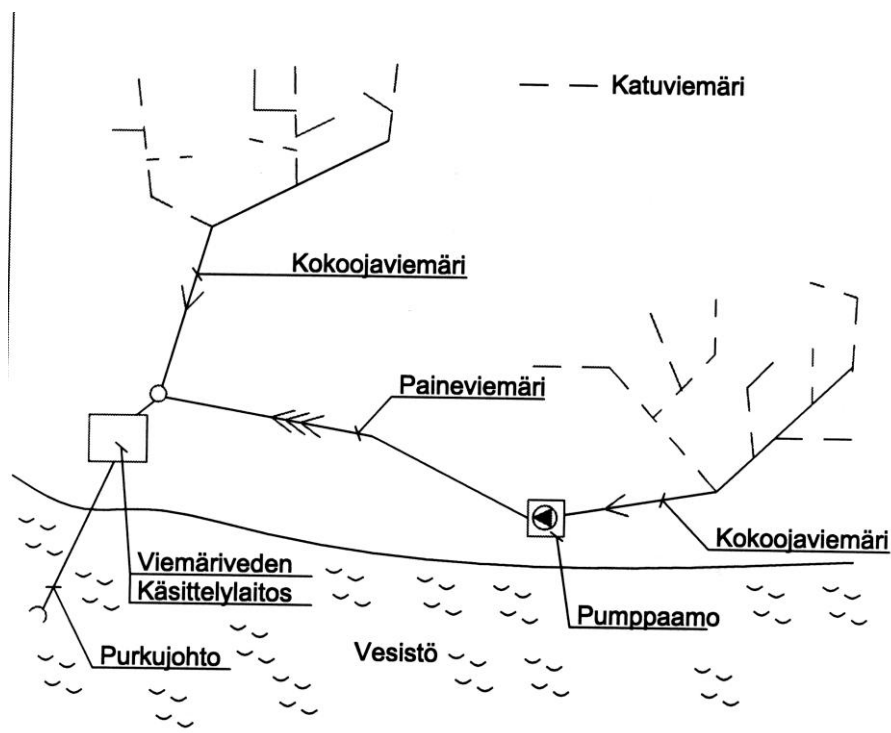 Katuviemäri
Kokoojaviemäri
Paineviemäri
Kokoojaviemäri
Viemäriveden
Käsittelylaitos
Pumppaamo
Purkujohto
Vesistö